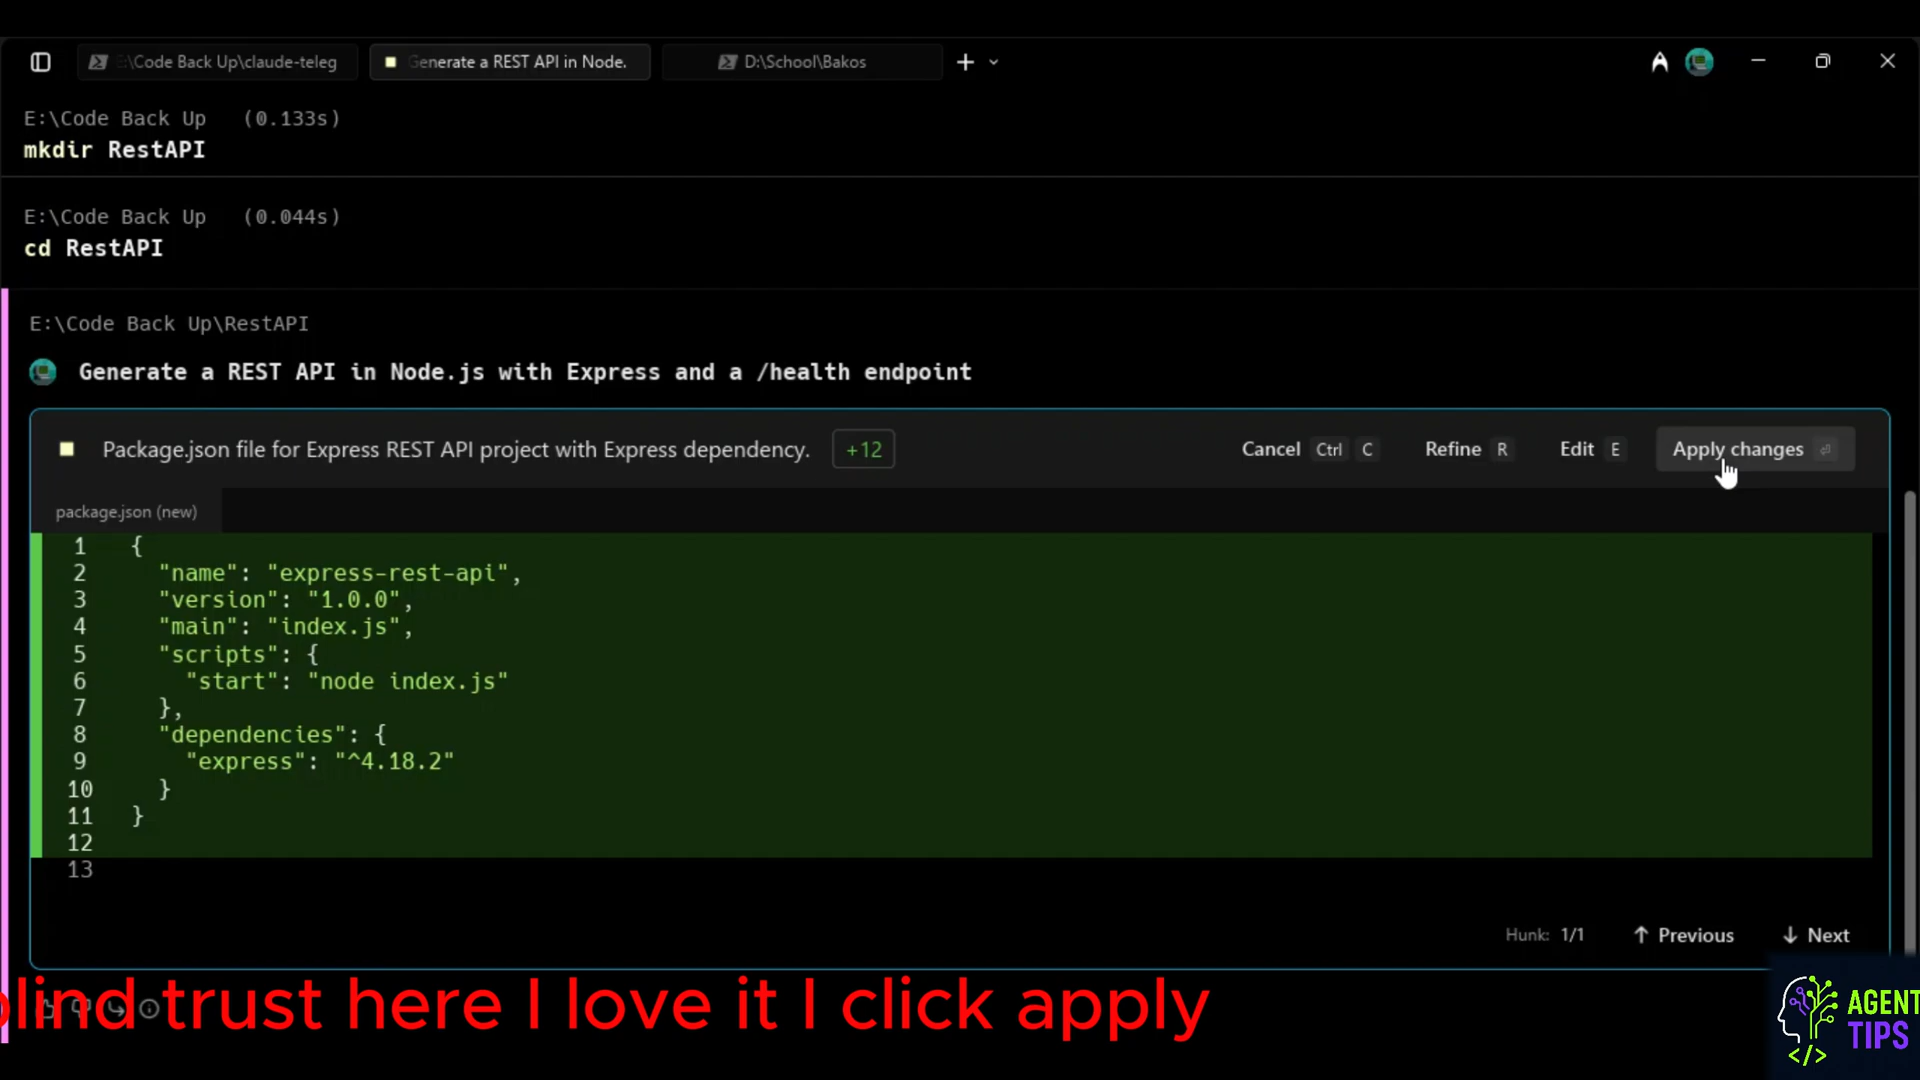 \Code Back Up\claude-teleg
Generate a REST API in Node.
D:\School\Bakos
E:\Code Back Up (0.133s)
mkdir RestAPI
E:\Code Back Up (0.044s)
cd RestAPI
E:\Code Back Up\RestAPI
Generate a REST API in Node.js with Express and a /health endpoint
Package.json file for Express REST API project with Express dependency. +12 Cancel Ctrl C Refine R Edit E Apply changes
package.json (new)
1 {
2 "name": "express-rest-api",
3 "version": "1.0.0",
4 "main": "index.js",
5 "scripts": {
6 "start": "node index.js"
7 },
8 "dependencies": {
9 "express": "^4.18.2"
10 }
11 }
12
13
Hunk: 1/1 ↑ Previous ↓ Next
blind trust here I love it I click apply
AGENT
TIPS